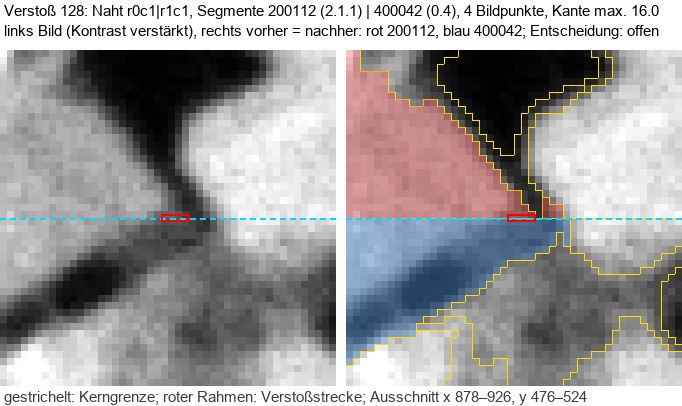 Verstoß 128: Naht r0c1|r1c1, Segmente 200112 (2.1.1) | 400042 (0.4), 4 Bildpunkte, Kante max. 16.0
links Bild (Kontrast verstärkt), rechts vorher = nachher: rot 200112, blau 400042; Entscheidung: offen
gestrichelt: Kerngrenze; roter Rahmen: Verstoßstrecke; Ausschnitt x 878–926, y 476–524